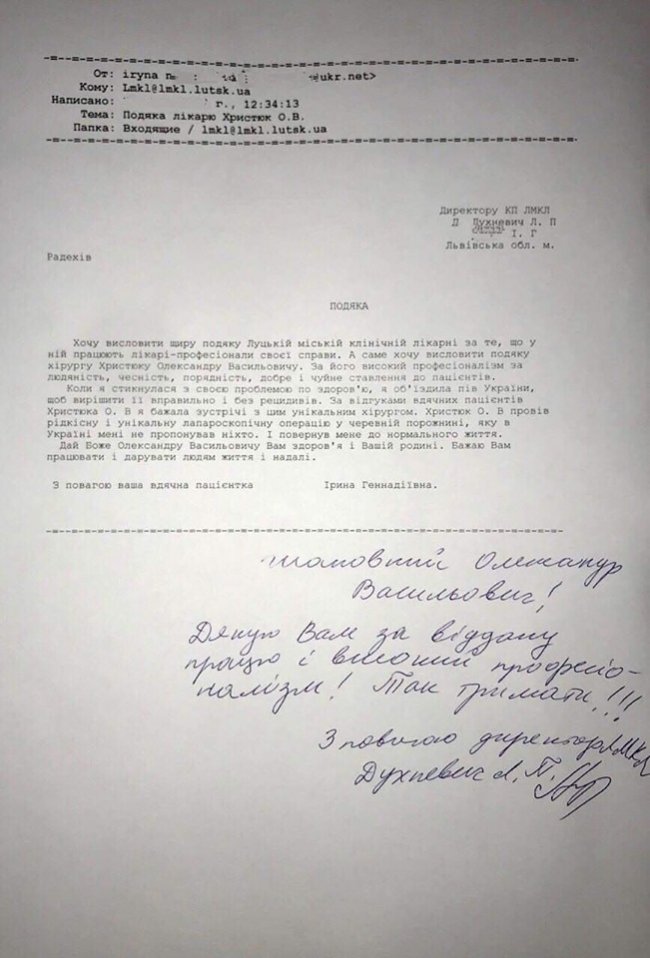 -=--=--=--=--=--=--=--=--=--=--=--=--=--=--=--=--=--=--=--=--=--=-
От: iryna @ukr.net>
Кому: Lmkl@lmkl.lutsk.ua
Написано: г., 12:34:13
Тема: Подяка лікарю Христюк О.В.
Папка: Входящие / lmkl@lmkl.lutsk.ua
-=--=--=--=--=--=--=--=--=--=--=--=--=--=--=--=--=--=--=--=--=--=-
Директору КП ЛМКЛ
Д Духневич Л. П
І. Г
Львівська обл. м.
Радехів
ПОДЯКА
Хочу висловити щиру подяку Луцькій міській клінічній лікарні за те, що у
ній працюють лікарі-професіонали своєї справи. А саме хочу висловити подяку
хірургу Христюку Олександру Васильовичу. За його високий професіоналізм за
людяність, чесність, порядність, добре і чуйне ставлення до пацієнтів.
Коли я стикнулася з своєю проблемою по здоров'ю, я об'їздила пів України,
щоб вирішити її вправильно і без рецидивів. За відгуками вдячних пацієнтів
Христюка О. В я бажала зустрічі з цим унікальним хірургом. Христюк О. В провів
рідкісну і унікальну лапароскопічну операцію у черевній порожнині, яку в
Україні мені не пропонував ніхто. І повернув мене до нормального життя.
Дай Боже Олександру Васильовичу Вам здоров'я і Вашій родині. Бажаю Вам
працювати і дарувати людям життя і надалі.
З повагою ваша вдячна пацієнтка Ірина Геннадіївна.
-=--=--=--=--=--=--=--=--=--=--=--=--=--=--=--=--=--=--=--=--=--=-
Шановний Олександр
Васильович!
Дякую Вам за віддану
працю і високий професіо-
налізм! Так тримати!!!
З повагою директор ЛМКЛ
Духневич Л. П.